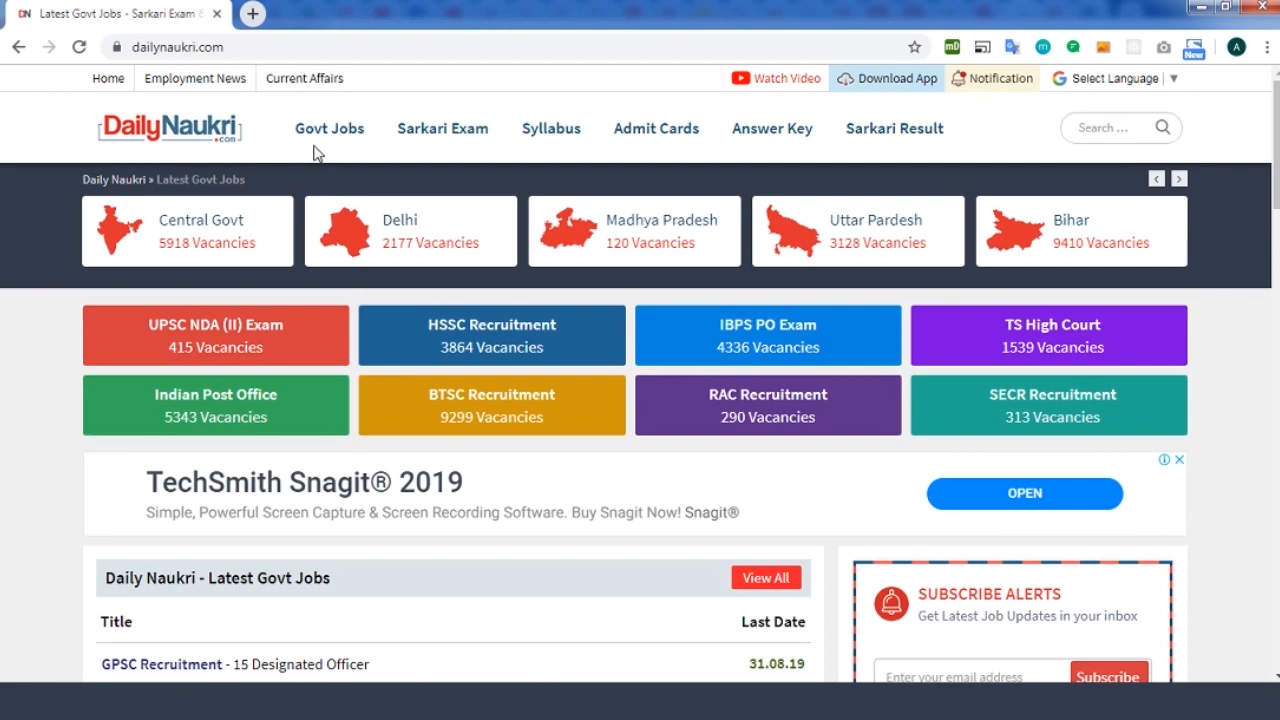 DN Latest Govt Jobs - Sarkari Exam &
dailynaukri.com
mD
New
A
Home Employment News Current Affairs Watch Video Download App Notification G Select Language ▼
DailyNaukri.com Govt Jobs Sarkari Exam Syllabus Admit Cards Answer Key Sarkari Result Search ...
Daily Naukri » Latest Govt Jobs
Central Govt
5918 Vacancies
Delhi
2177 Vacancies
Madhya Pradesh
120 Vacancies
Uttar Pardesh
3128 Vacancies
Bihar
9410 Vacancies
UPSC NDA (II) Exam
415 Vacancies
HSSC Recruitment
3864 Vacancies
IBPS PO Exam
4336 Vacancies
TS High Court
1539 Vacancies
Indian Post Office
5343 Vacancies
BTSC Recruitment
9299 Vacancies
RAC Recruitment
290 Vacancies
SECR Recruitment
313 Vacancies
TechSmith Snagit® 2019
Simple, Powerful Screen Capture & Screen Recording Software. Buy Snagit Now! Snagit®
OPEN
Daily Naukri - Latest Govt Jobs View All
Title Last Date
GPSC Recruitment - 15 Designated Officer 31.08.19
SUBSCRIBE ALERTS
Get Latest Job Updates in your inbox
Enter your email address Subscribe